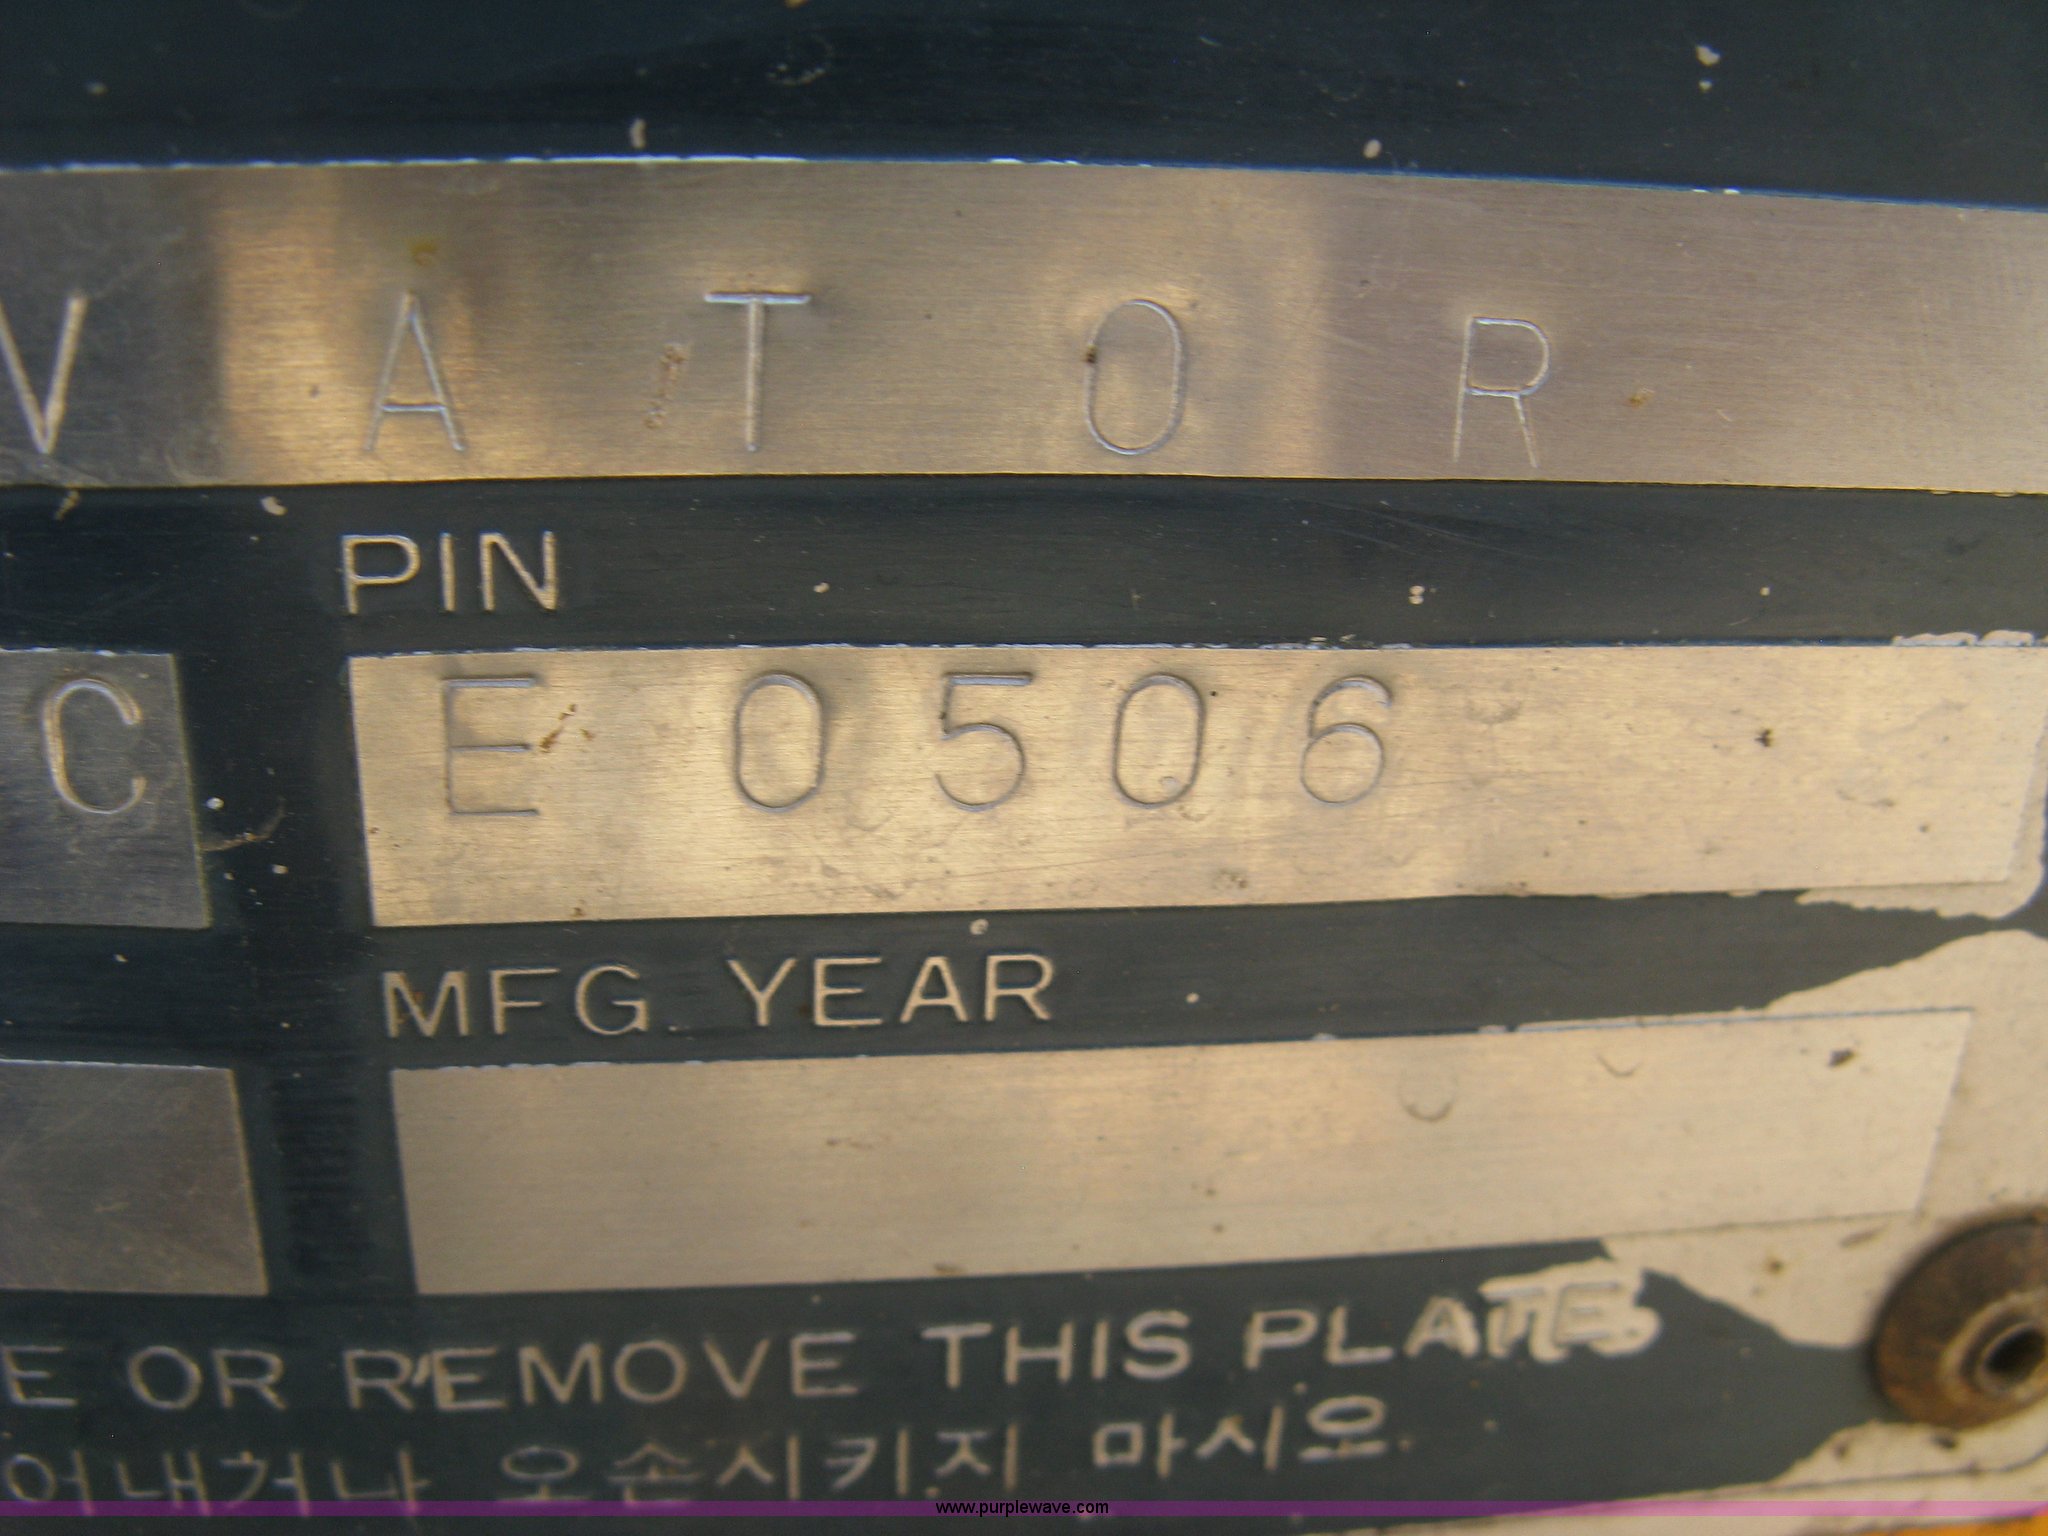 VATOR
PIN
C E0506
MFG. YEAR
E OR REMOVE THIS PLATE
어내거나 오손시키지 마시오
www.purplewave.com